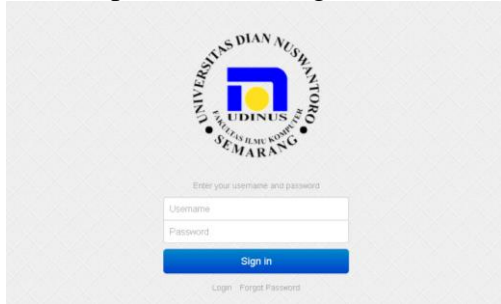 UNIVERSITAS DIAN NUSWANTORO
UDINUS
FAKULTAS ILMU KOMPUTER
SEMARANG
Enter your username and password
Username
Password
Sign in
Login Forgot Password